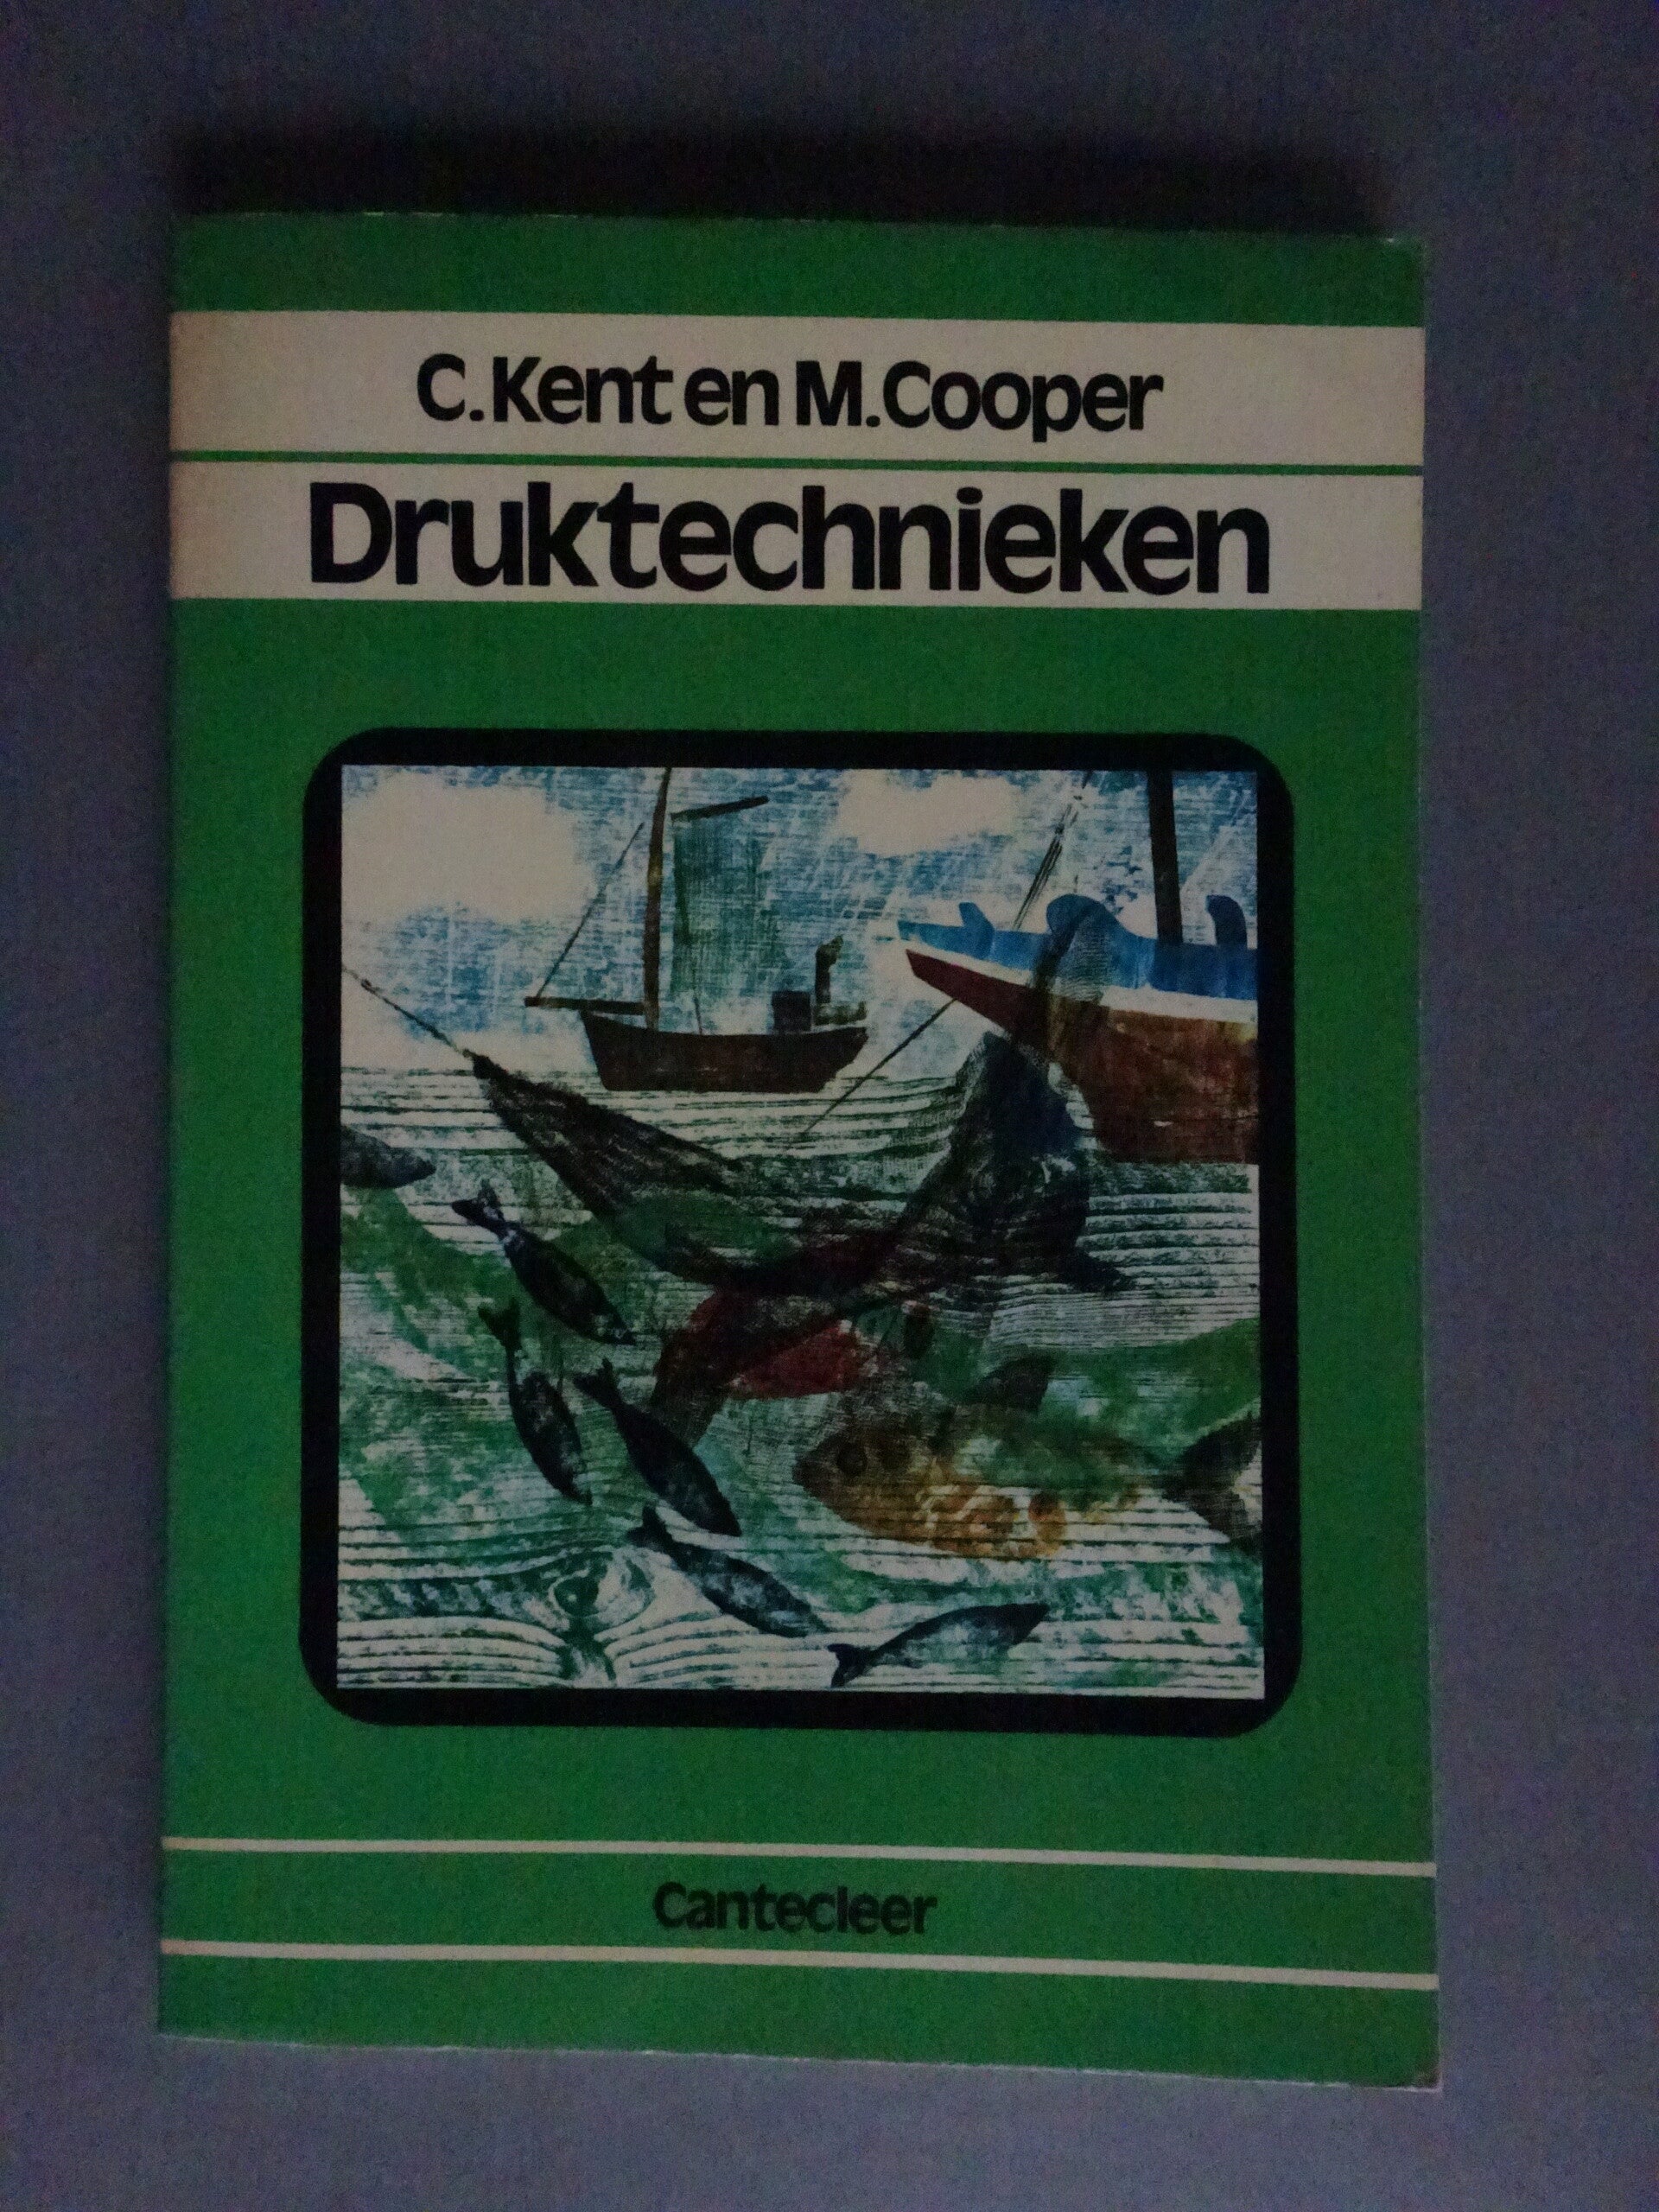 C. Kent en M. Cooper
Druktechnieken
Cantecleer